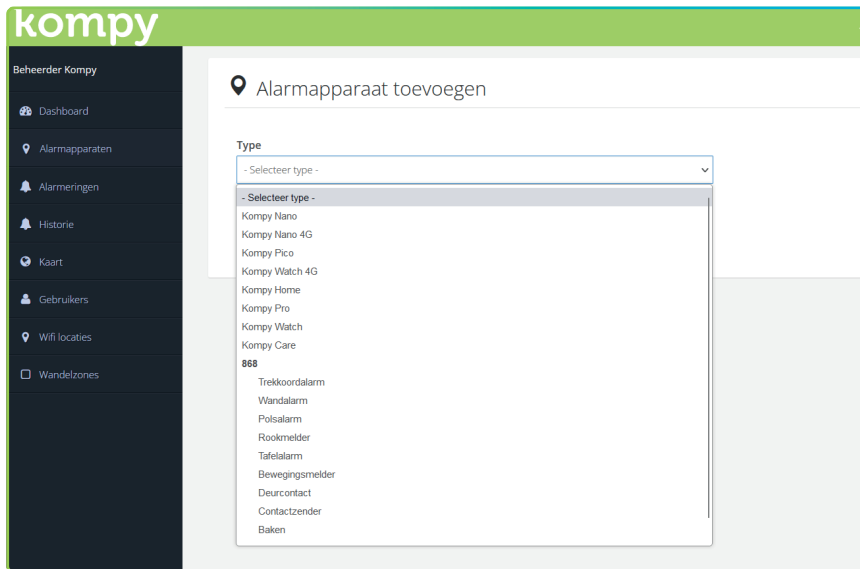 kompy
Beheerder Kompy
Dashboard
Alarmapparaten
Alarmeringen
Historie
Kaart
Gebruikers
Wifi locaties
Wandelzones
Alarmapparaat toevoegen
Type
- Selecteer type -
- Selecteer type -
Kompy Nano
Kompy Nano 4G
Kompy Pico
Kompy Watch 4G
Kompy Home
Kompy Pro
Kompy Watch
Kompy Care
868
Trekkoordalarm
Wandalarm
Polsalarm
Rookmelder
Tafelalarm
Bewegingsmelder
Deurcontact
Contactzender
Baken